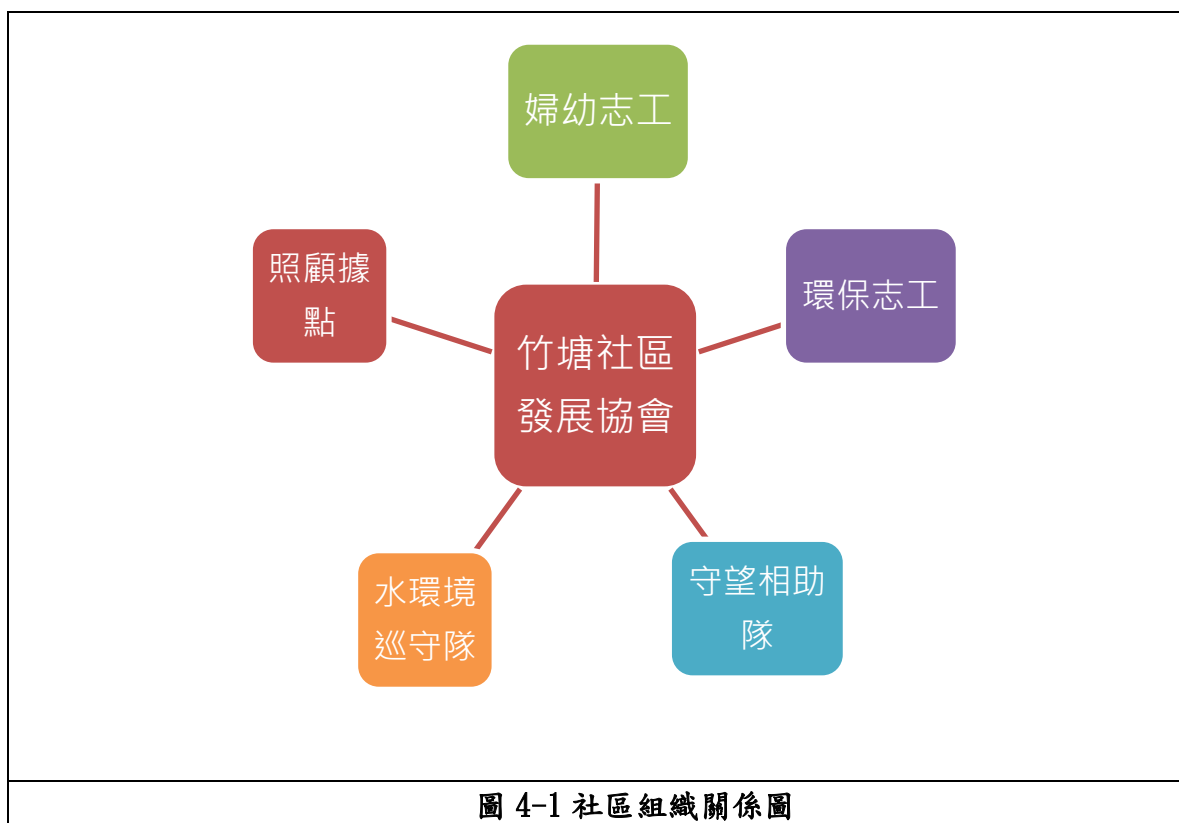 婦幼志工
照顧據
點
環保志工
竹塘社區
發展協會
水環境
巡守隊
守望相助
隊
圖 4-1 社區組織關係圖